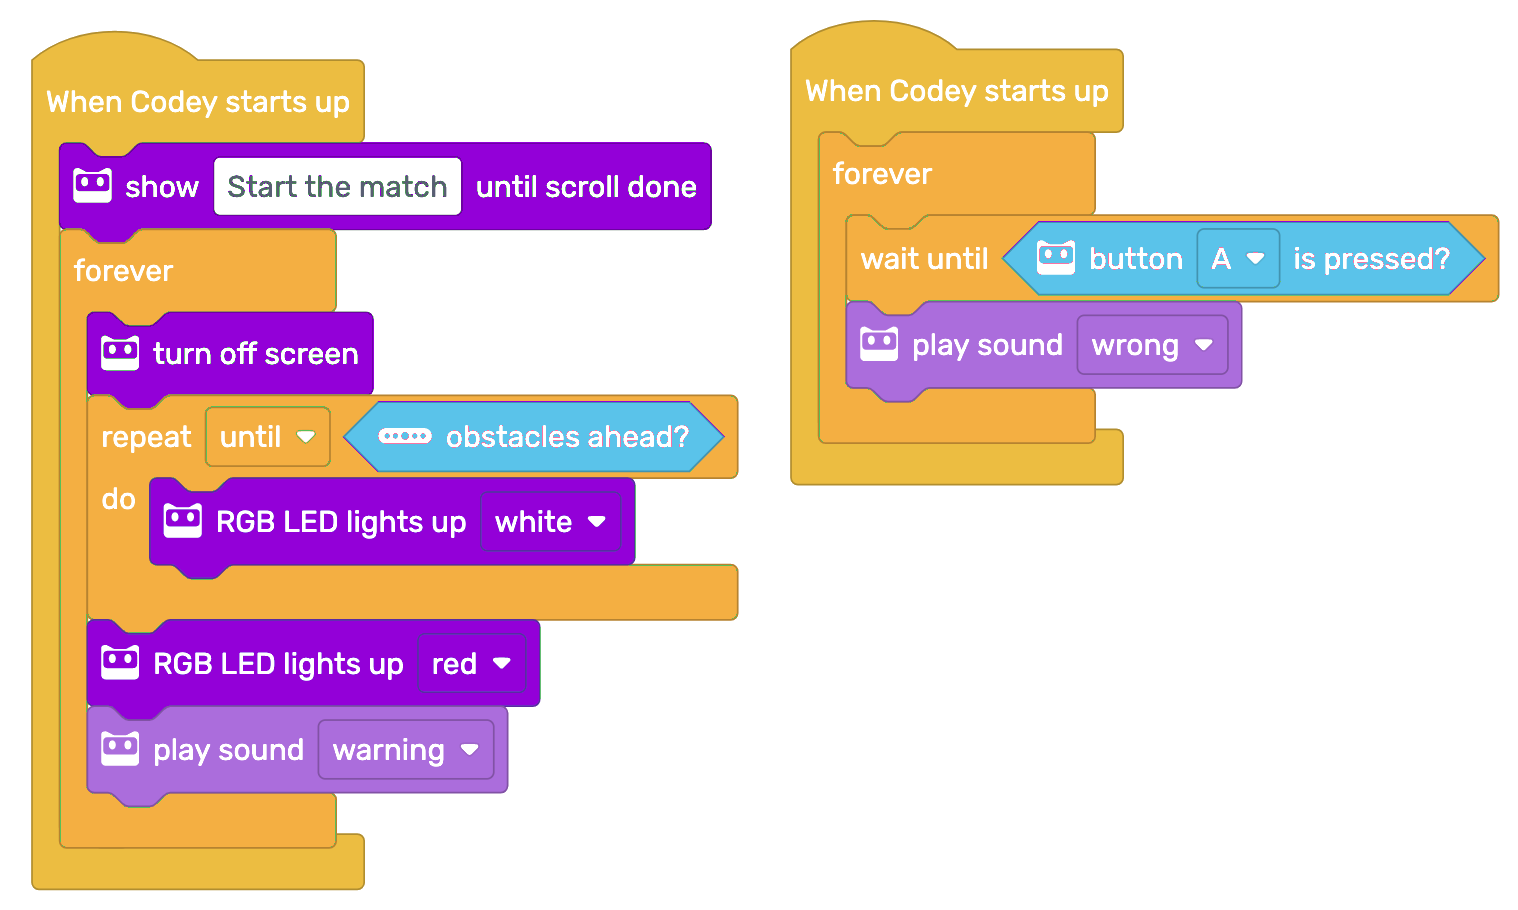 When Codey starts up
show Start the match until scroll done
forever
turn off screen
repeat until obstacles ahead?
do
RGB LED lights up white
RGB LED lights up red
play sound warning
When Codey starts up
forever
wait until button A is pressed?
play sound wrong